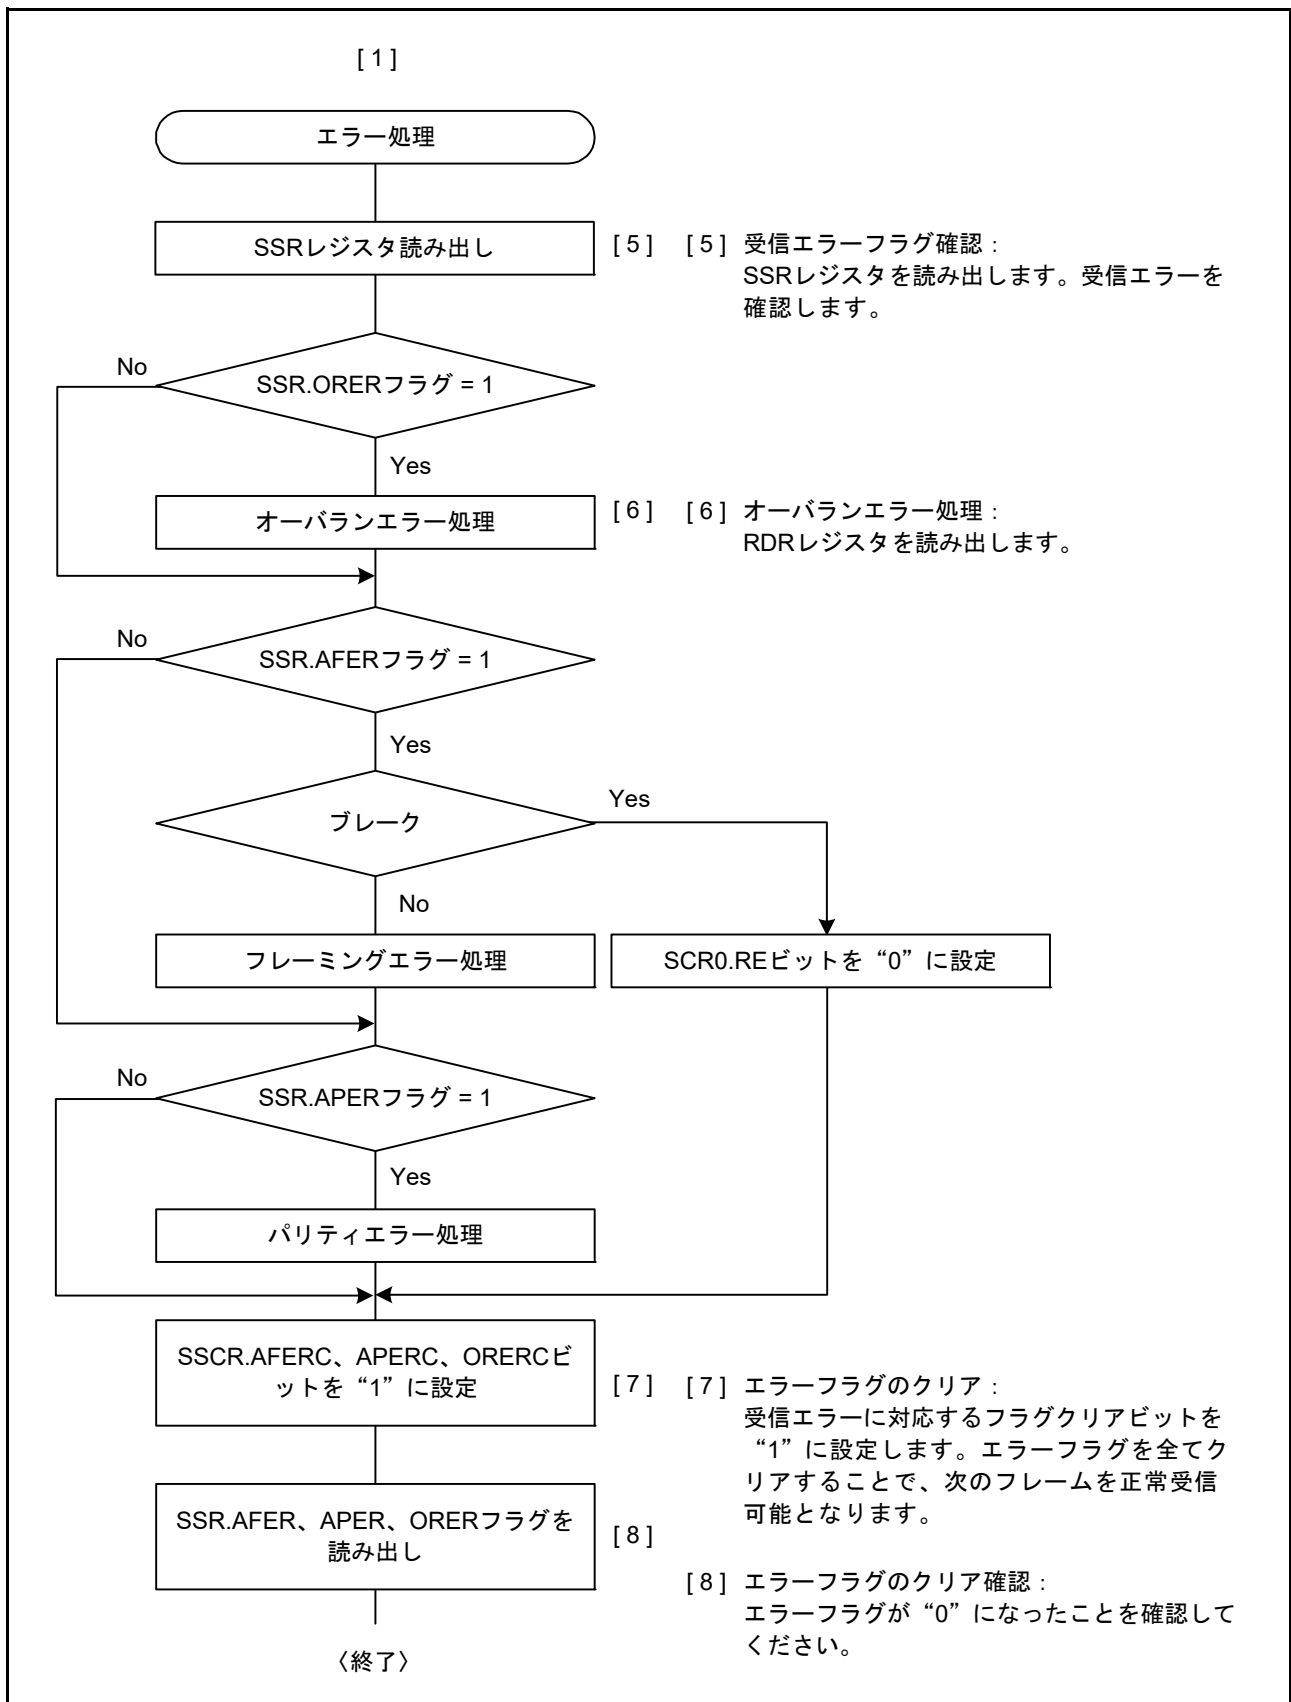 [ 1 ]
エラー処理
SSRレジスタ読み出し
[ 5 ]
[ 5 ] 受信エラーフラグ確認：
SSRレジスタを読み出します。受信エラーを
確認します。
No
SSR.ORERフラグ = 1
Yes
オーバランエラー処理
[ 6 ]
[ 6 ] オーバランエラー処理：
RDRレジスタを読み出します。
No
SSR.AFERフラグ = 1
Yes
ブレーク
Yes
No
フレーミングエラー処理
SCR0.REビットを“0”に設定
No
SSR.APERフラグ = 1
Yes
パリティエラー処理
SSCR.AFERC、APERC、ORERCビ
ットを“1”に設定
[ 7 ]
[ 7 ] エラーフラグのクリア：
受信エラーに対応するフラグクリアビットを
“1”に設定します。エラーフラグを全てク
リアすることで、次のフレームを正常受信
可能となります。
SSR.AFER、APER、ORERフラグを
読み出し
[ 8 ]
[ 8 ] エラーフラグのクリア確認：
エラーフラグが“0”になったことを確認して
ください。
〈終了〉